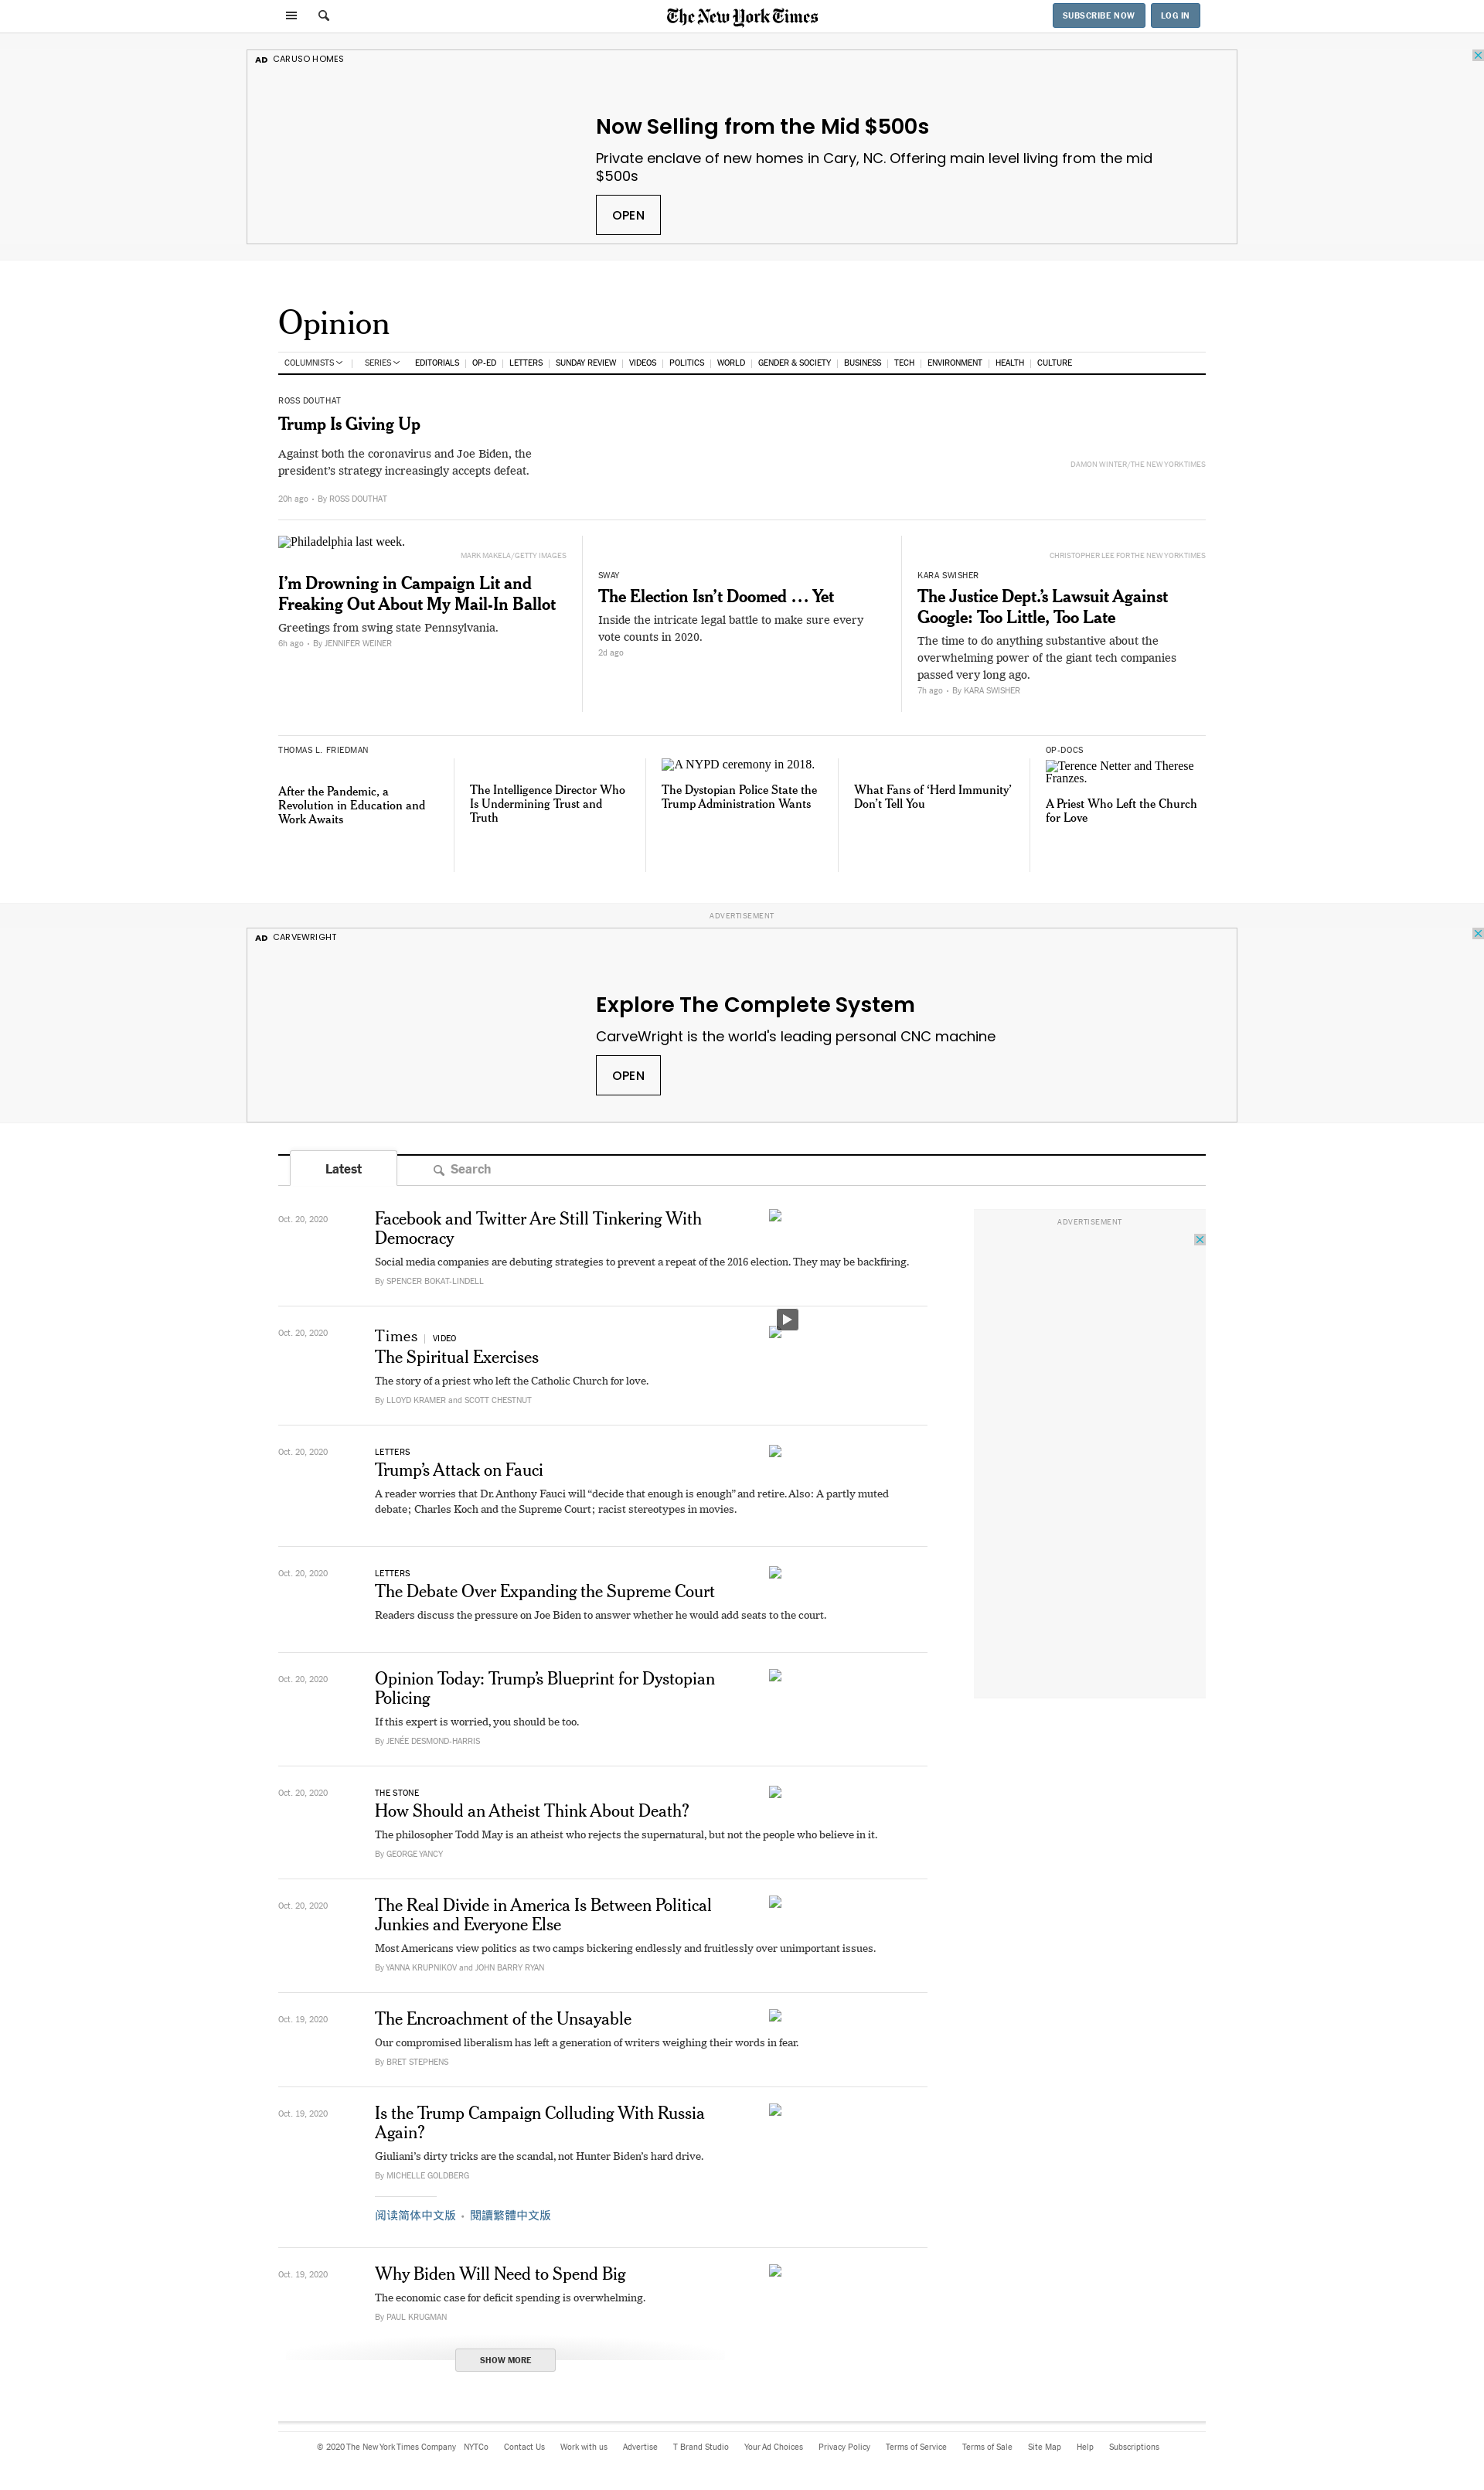 The New York Times
SUBSCRIBE NOW
LOG IN
AD CARUSO HOMES
Now Selling from the Mid $500s
Private enclave of new homes in Cary, NC. Offering main level living from the mid
$500s
OPEN
Opinion
COLUMNISTS | SERIES EDITORIALS | OP-ED | LETTERS | SUNDAY REVIEW | VIDEOS | POLITICS | WORLD | GENDER & SOCIETY | BUSINESS | TECH | ENVIRONMENT | HEALTH | CULTURE
ROSS DOUTHAT
Trump Is Giving Up
Against both the coronavirus and Joe Biden, the
president’s strategy increasingly accepts defeat.
20h ago • By ROSS DOUTHAT
DAMON WINTER/THE NEW YORK TIMES
Philadelphia last week.
MARK MAKELA/GETTY IMAGES
I’m Drowning in Campaign Lit and
Freaking Out About My Mail-In Ballot
Greetings from swing state Pennsylvania.
6h ago • By JENNIFER WEINER
SWAY
The Election Isn’t Doomed … Yet
Inside the intricate legal battle to make sure every
vote counts in 2020.
2d ago
CHRISTOPHER LEE FOR THE NEW YORK TIMES
KARA SWISHER
The Justice Dept.’s Lawsuit Against
Google: Too Little, Too Late
The time to do anything substantive about the
overwhelming power of the giant tech companies
passed very long ago.
7h ago • By KARA SWISHER
THOMAS L. FRIEDMAN
After the Pandemic, a
Revolution in Education and
Work Awaits
The Intelligence Director Who
Is Undermining Trust and
Truth
A NYPD ceremony in 2018.
The Dystopian Police State the
Trump Administration Wants
What Fans of ‘Herd Immunity’
Don’t Tell You
OP-DOCS
Terence Netter and Therese
Franzes.
A Priest Who Left the Church
for Love
ADVERTISEMENT
AD CARVEWRIGHT
Explore The Complete System
CarveWright is the world's leading personal CNC machine
OPEN
Latest
Search
ADVERTISEMENT
Oct. 20, 2020
Facebook and Twitter Are Still Tinkering With
Democracy
Social media companies are debuting strategies to prevent a repeat of the 2016 election. They may be backfiring.
By SPENCER BOKAT-LINDELL
Oct. 20, 2020
Times | VIDEO
The Spiritual Exercises
The story of a priest who left the Catholic Church for love.
By LLOYD KRAMER and SCOTT CHESTNUT
Oct. 20, 2020
LETTERS
Trump’s Attack on Fauci
A reader worries that Dr. Anthony Fauci will “decide that enough is enough” and retire. Also: A partly muted
debate; Charles Koch and the Supreme Court; racist stereotypes in movies.
Oct. 20, 2020
LETTERS
The Debate Over Expanding the Supreme Court
Readers discuss the pressure on Joe Biden to answer whether he would add seats to the court.
Oct. 20, 2020
Opinion Today: Trump’s Blueprint for Dystopian
Policing
If this expert is worried, you should be too.
By JENÉE DESMOND-HARRIS
Oct. 20, 2020
THE STONE
How Should an Atheist Think About Death?
The philosopher Todd May is an atheist who rejects the supernatural, but not the people who believe in it.
By GEORGE YANCY
Oct. 20, 2020
The Real Divide in America Is Between Political
Junkies and Everyone Else
Most Americans view politics as two camps bickering endlessly and fruitlessly over unimportant issues.
By YANNA KRUPNIKOV and JOHN BARRY RYAN
Oct. 19, 2020
The Encroachment of the Unsayable
Our compromised liberalism has left a generation of writers weighing their words in fear.
By BRET STEPHENS
Oct. 19, 2020
Is the Trump Campaign Colluding With Russia
Again?
Giuliani’s dirty tricks are the scandal, not Hunter Biden’s hard drive.
By MICHELLE GOLDBERG
阅读简体中文版 • 閱讀繁體中文版
Oct. 19, 2020
Why Biden Will Need to Spend Big
The economic case for deficit spending is overwhelming.
By PAUL KRUGMAN
SHOW MORE
© 2020 The New York Times Company NYTCo Contact Us Work with us Advertise T Brand Studio Your Ad Choices Privacy Policy Terms of Service Terms of Sale Site Map Help Subscriptions